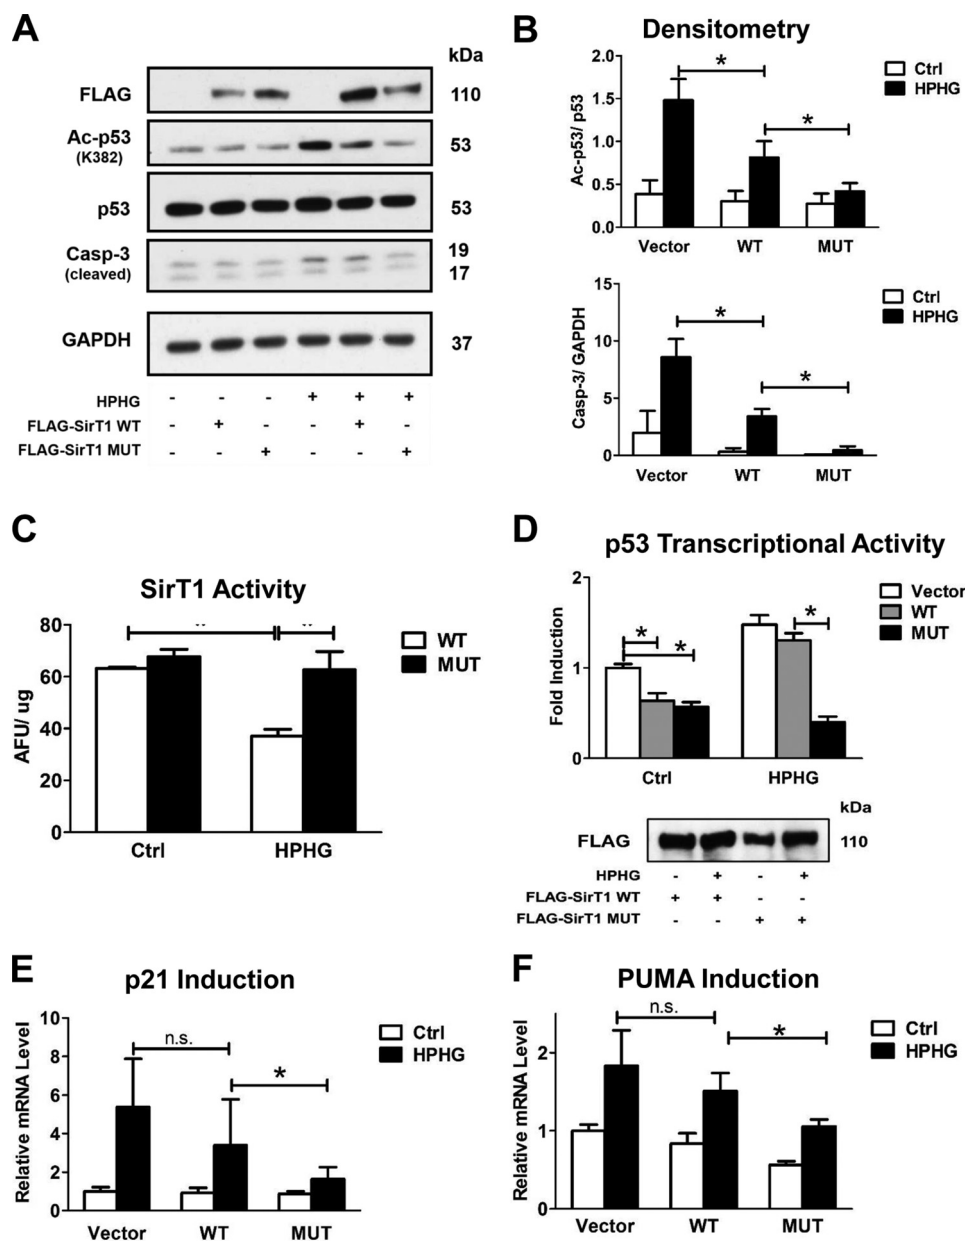 A
kDa
FLAG
110
Ac-p53
(K382)
53
p53
53
Casp-3
(cleaved)
19
17
GAPDH
37
HPHG - - - + + +
FLAG-SirT1 WT - + - - + -
FLAG-SirT1 MUT - - + - - +
B
Densitometry
Ac-p53/ p53
2.0
1.5
1.0
0.5
0.0
*
*
Ctrl
HPHG
Vector WT MUT
Casp-3/ GAPDH
15
10
5
0
*
*
Ctrl
HPHG
Vector WT MUT
C
SirT1 Activity
AFU/ ug
80
60
40
20
0
WT
MUT
Ctrl HPHG
D
p53 Transcriptional Activity
Fold Induction
2
1
0
*
*
*
Vector
WT
MUT
Ctrl HPHG
kDa
FLAG
110
HPHG - + - +
FLAG-SirT1 WT + + - -
FLAG-SirT1 MUT - - + +
E
p21 Induction
Relative mRNA Level
10
8
6
4
2
0
n.s.
*
Ctrl
HPHG
Vector WT MUT
F
PUMA Induction
Relative mRNA Level
2
1
0
n.s.
*
Ctrl
HPHG
Vector WT MUT